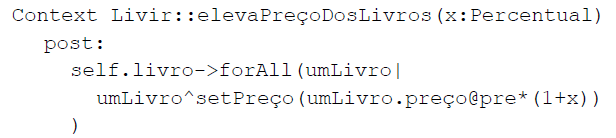 Context Livir::elevaPreçoDosLivros(x:Percentual)
post:
self.livro->forAll(umLivro|
umLivro^setPreço(umLivro.preço@pre*(1+x))
)